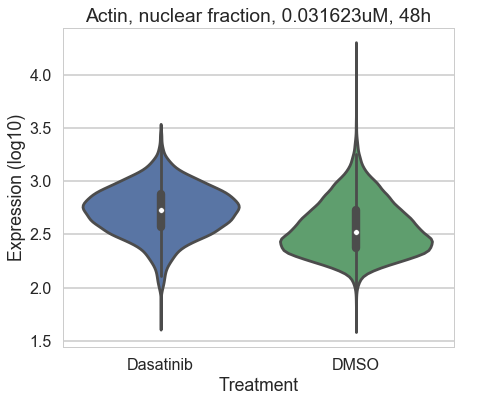 Actin, nuclear fraction, 0.031623uM, 48h
Expression (log10)
4.0
3.5
3.0
2.5
2.0
1.5
Dasatinib
DMSO
Treatment